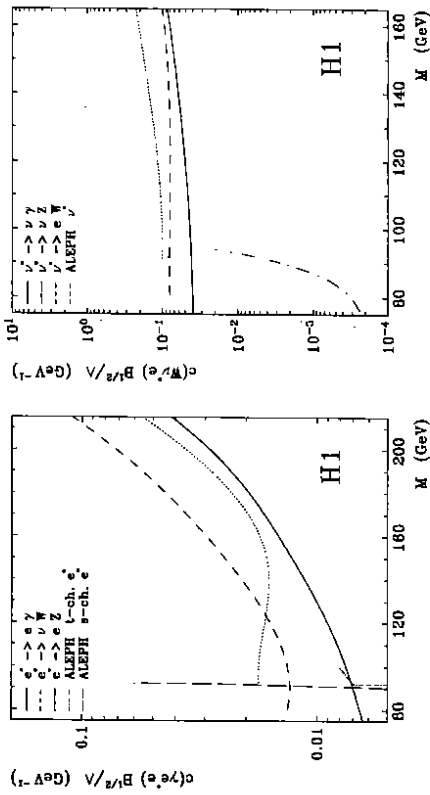 c(γe*e) B^1/2/Λ (GeV^-1)
0.1
0.01
e* -> e γ
e* -> ν W
e* -> e Z
ALEPH t-ch. e*
ALEPH s-ch. e*
H1
80 120 160 200
M (GeV)
c(Wν*e) B^1/2/Λ (GeV^-1)
10^1
10^0
10^-1
10^-2
10^-3
10^-4
ν* -> ν γ
ν* -> ν Z
ν* -> e W
ALEPH ν*
H1
80 100 120 140 160
M (GeV)